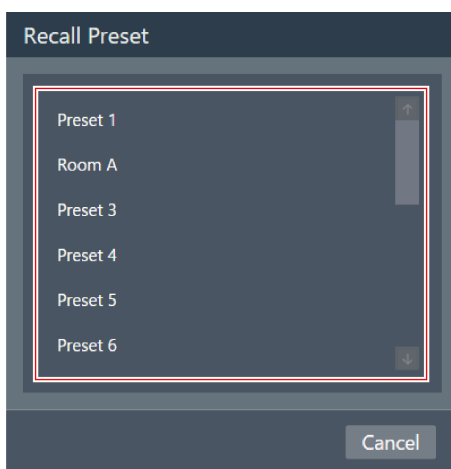 Recall Preset
Preset 1
Room A
Preset 3
Preset 4
Preset 5
Preset 6
Cancel